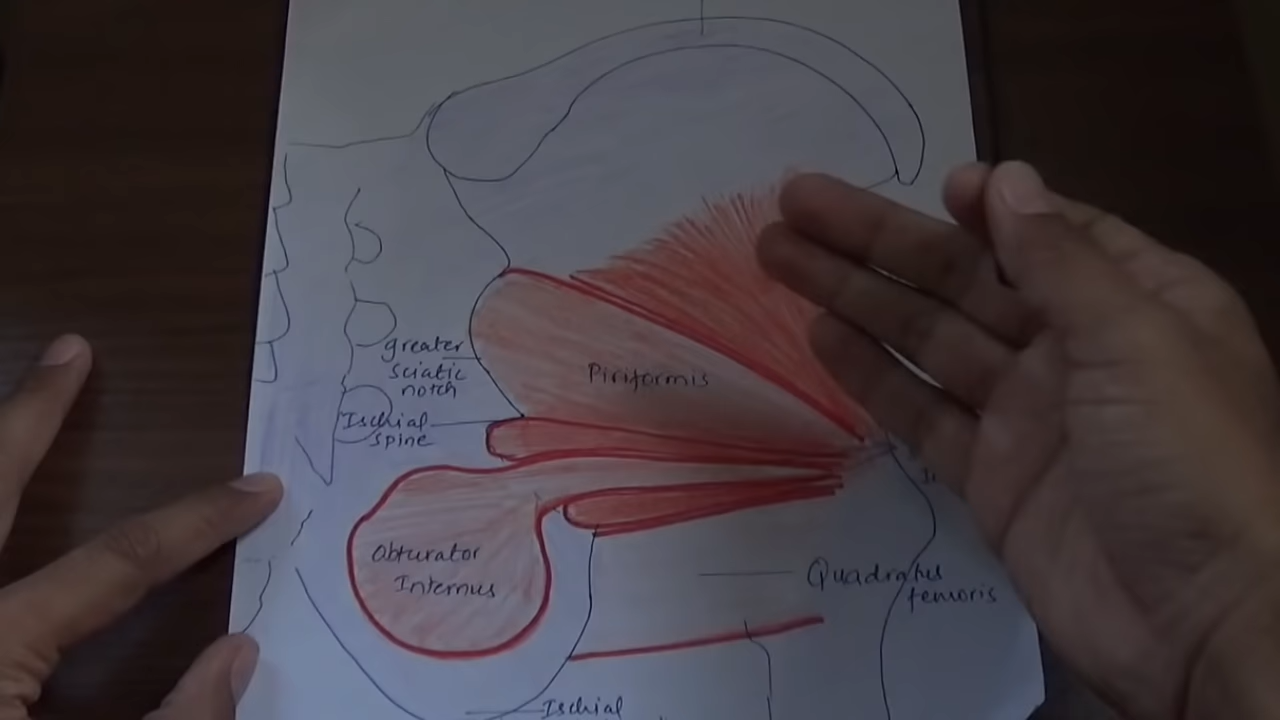 greater
sciatic
notch
Piriformis
Ischial
spine
Obturator
Internus
Quadratus
femoris
Ischial